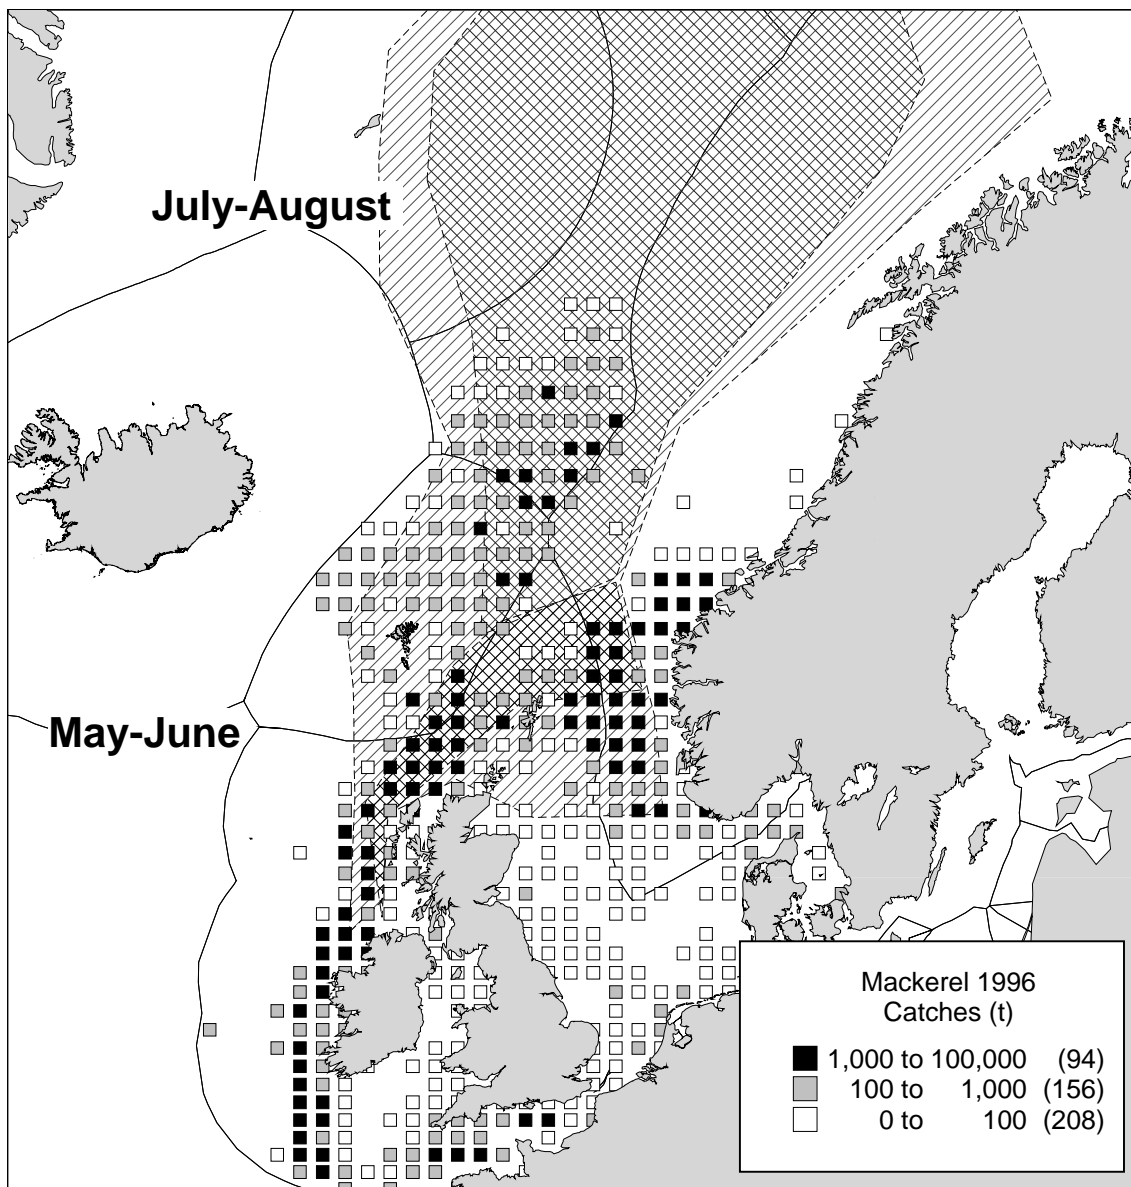 July-August
May-June
Mackerel 1996
Catches (t)
1,000 to 100,000 (94)
100 to 1,000 (156)
0 to 100 (208)